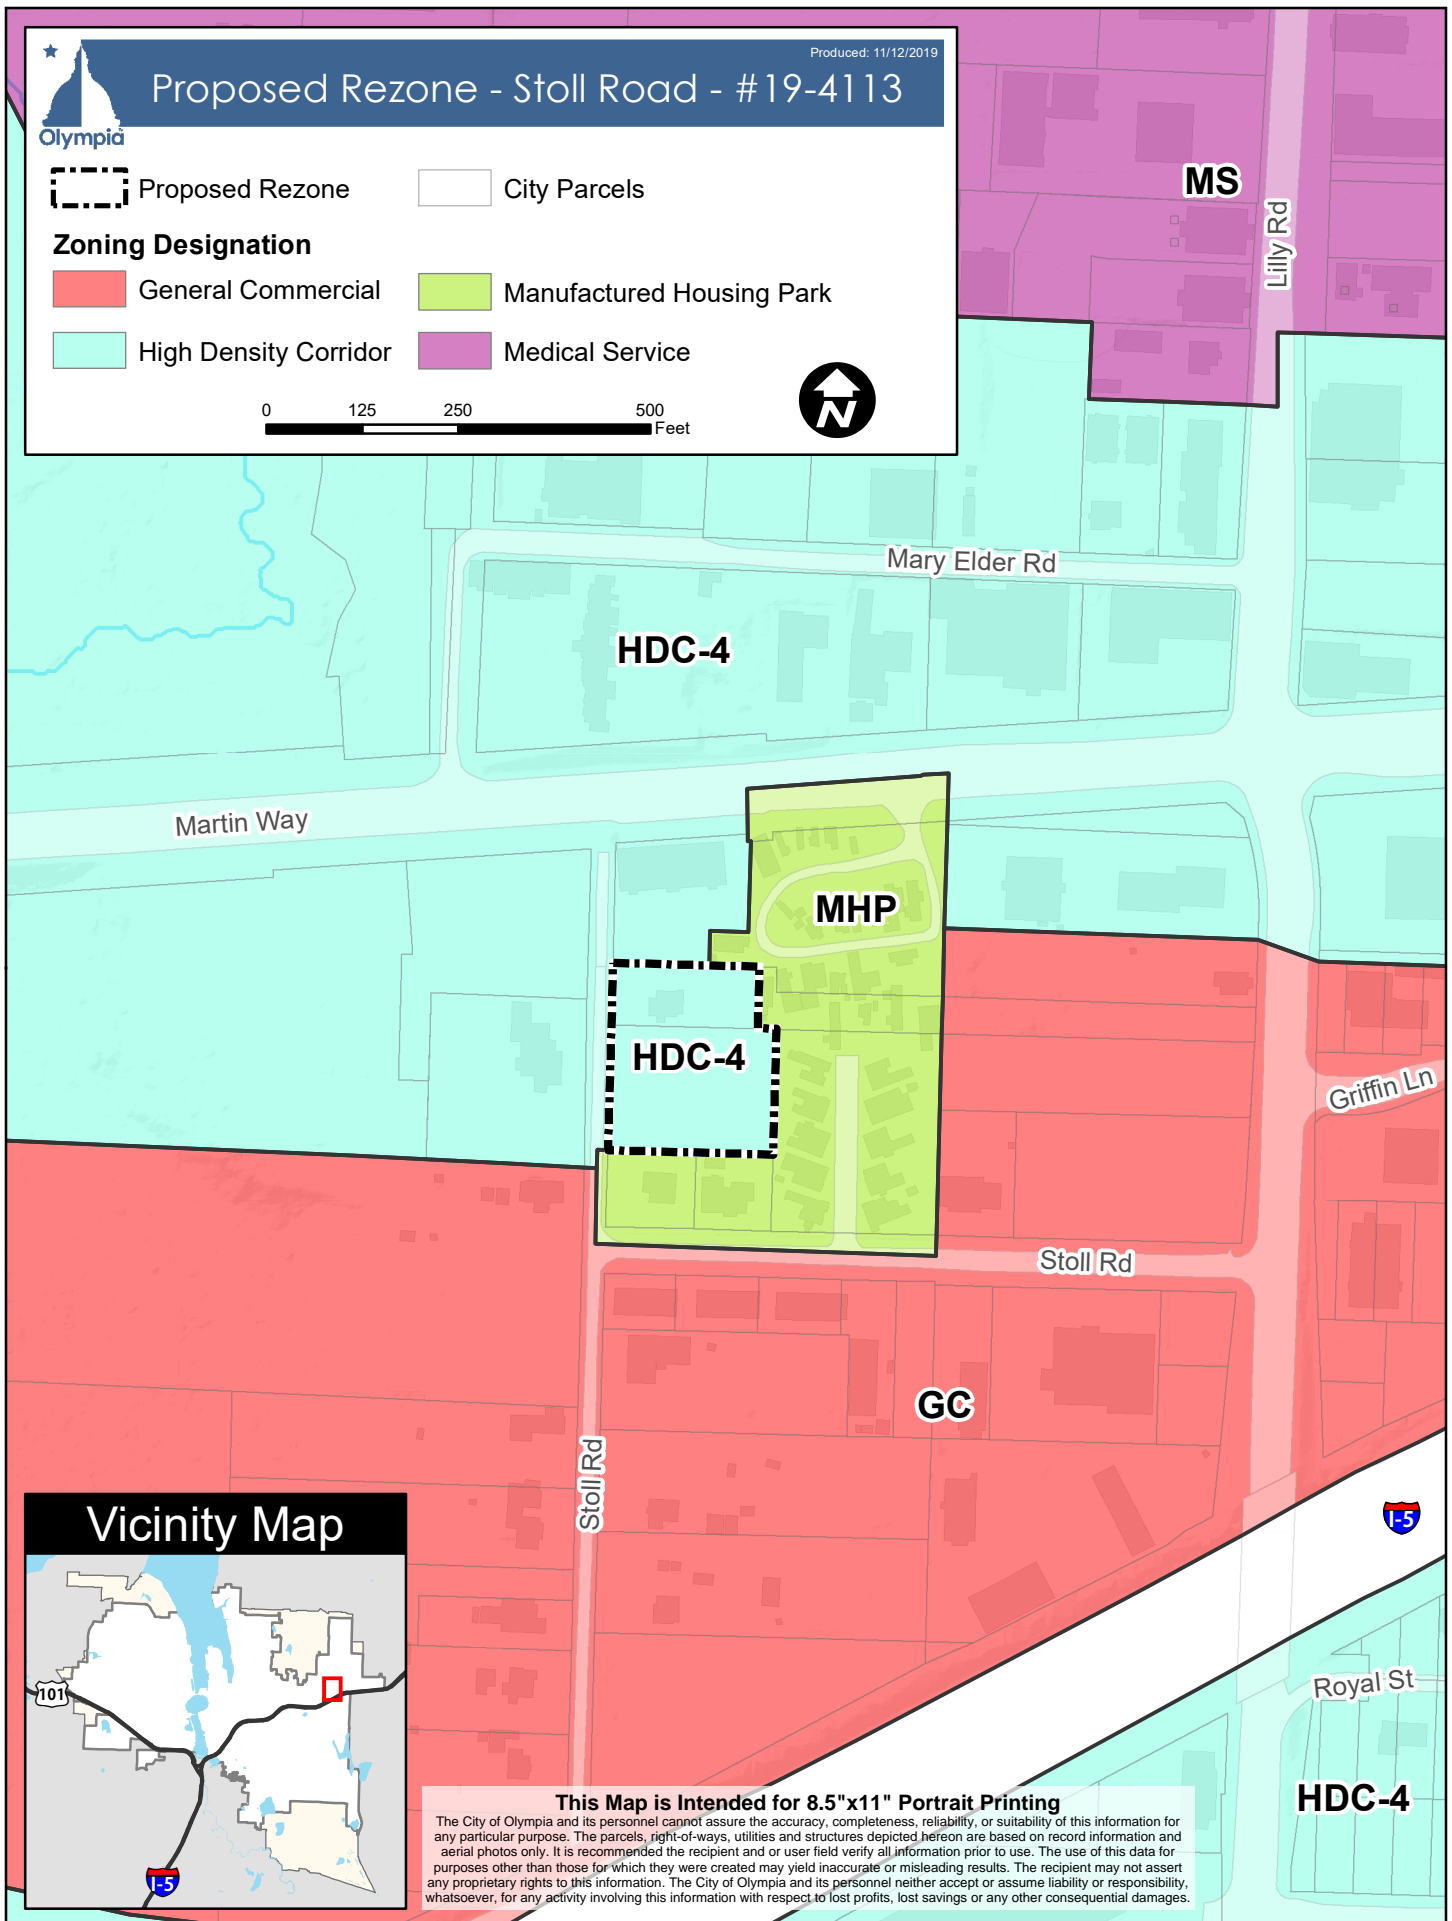 Produced: 11/12/2019
Proposed Rezone - Stoll Road - #19-4113
Olympia
Proposed Rezone
City Parcels
Zoning Designation
General Commercial
Manufactured Housing Park
High Density Corridor
Medical Service
0 125 250 500
Feet
N
MS
Lilly Rd
Mary Elder Rd
HDC-4
Martin Way
MHP
HDC-4
Griffin Ln
Stoll Rd
GC
Stoll Rd
I-5
Royal St
HDC-4
Vicinity Map
101
I-5
This Map is Intended for 8.5"x11" Portrait Printing
The City of Olympia and its personnel cannot assure the accuracy, completeness, reliability, or suitability of this information for
any particular purpose. The parcels, right-of-ways, utilities and structures depicted hereon are based on record information and
aerial photos only. It is recommended the recipient and or user field verify all information prior to use. The use of this data for
purposes other than those for which they were created may yield inaccurate or misleading results. The recipient may not assert
any proprietary rights to this information. The City of Olympia and its personnel neither accept or assume liability or responsibility,
whatsoever, for any activity involving this information with respect to lost profits, lost savings or any other consequential damages.